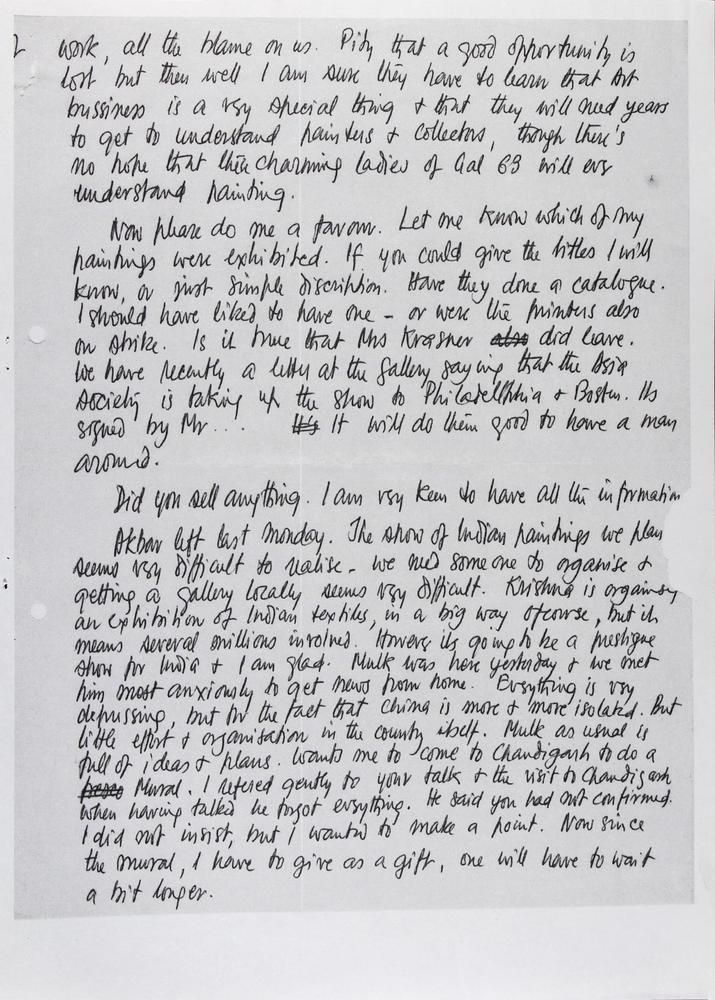 2
work, all the blame on us. Pity that a good opportunity is
lost but then well I am sure they have to learn that Art
bussiness is a very special thing & that they will need years
to get to understand painters & collectors, though there's
no hope that the charming ladies of Gal 63 will ever
understand painting.
Now please do me a favour. Let me know which of my
paintings were exhibited. If you could give the titles I will
know, or just simple discription. Have they done a catalogue.
I should have liked to have one - or were the printers also
on strike. Is it true that Mrs Krasner also did leave.
We have recently a letter at the gallery saying that the Asia
Society is taking up the show to Philadellphia & Boston. Its
signed by Mr ... It's It will do them good to have a man
around.
Did you sell anything. I am very keen to have all the information
Akbar left last Monday. The show of Indian paintings we plan
seems very difficult to realise - we need someone to organise &
getting a gallery locally seems very difficult. Krishna is organising
an exhibition of Indian textiles, in a big way ofcourse, but it
means several millions involved. However its going to be a prestigue
show for India & I am glad. Mulk was here yesterday & we met
him most anxiously to get news from home. Everything is very
depressing, but for the fact that China is more & more isolated. But
little effort & organisation in the country itself. Mulk as usual is
full of ideas & plans. Wants me to come to Chandigarh to do a
Mural. I refered gently to your talk & the visit to Chandigarh
when having talked he forgot everything. He said you had not confirmed.
I did not insist, but I wanted to make a point. Now since
the mural, I have to give as a gift, one will have to wait
a bit longer.